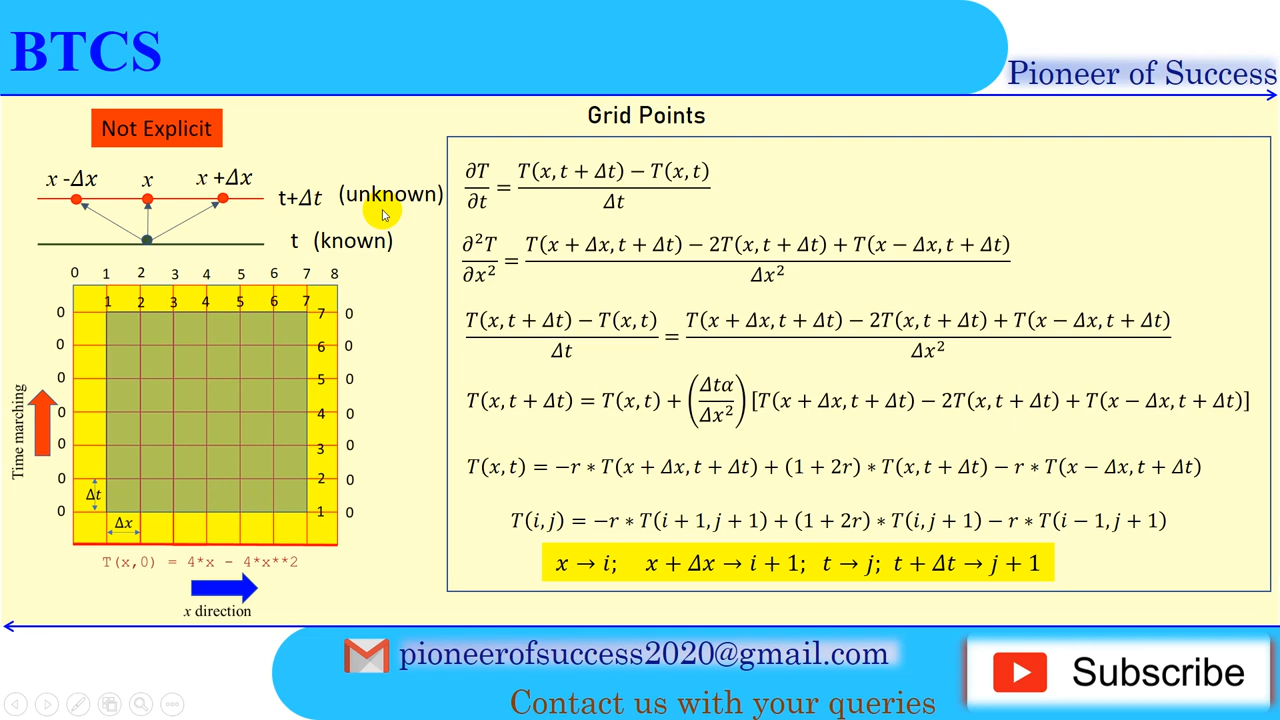 BTCS
Pioneer of Success
Not Explicit
x -Δx x x +Δx
t+Δt (unknown)
t (known)
0 1 2 3 4 5 6 7 8
1 2 3 4 5 6 7
0 7 0
0 6 0
0 5 0
0 4 0
0 3 0
0 2 0
0 1 0
Time marching
Δt
Δx
T(x,0) = 4*x - 4*x**2
x direction
Grid Points
∂T/∂t = (T(x, t + Δt) − T(x, t))/Δt
∂²T/∂x² = (T(x + Δx, t + Δt) − 2T(x, t + Δt) + T(x − Δx, t + Δt))/Δx²
(T(x, t + Δt) − T(x, t))/Δt = (T(x + Δx, t + Δt) − 2T(x, t + Δt) + T(x − Δx, t + Δt))/Δx²
T(x, t + Δt) = T(x, t) + (Δtα/Δx²) [T(x + Δx, t + Δt) − 2T(x, t + Δt) + T(x − Δx, t + Δt)]
T(x, t) = −r ∗ T(x + Δx, t + Δt) + (1 + 2r) ∗ T(x, t + Δt) − r ∗ T(x − Δx, t + Δt)
T(i, j) = −r ∗ T(i + 1, j + 1) + (1 + 2r) ∗ T(i, j + 1) − r ∗ T(i − 1, j + 1)
x → i; x + Δx → i + 1; t → j; t + Δt → j + 1
pioneerofsuccess2020@gmail.com
Contact us with your queries
Subscribe